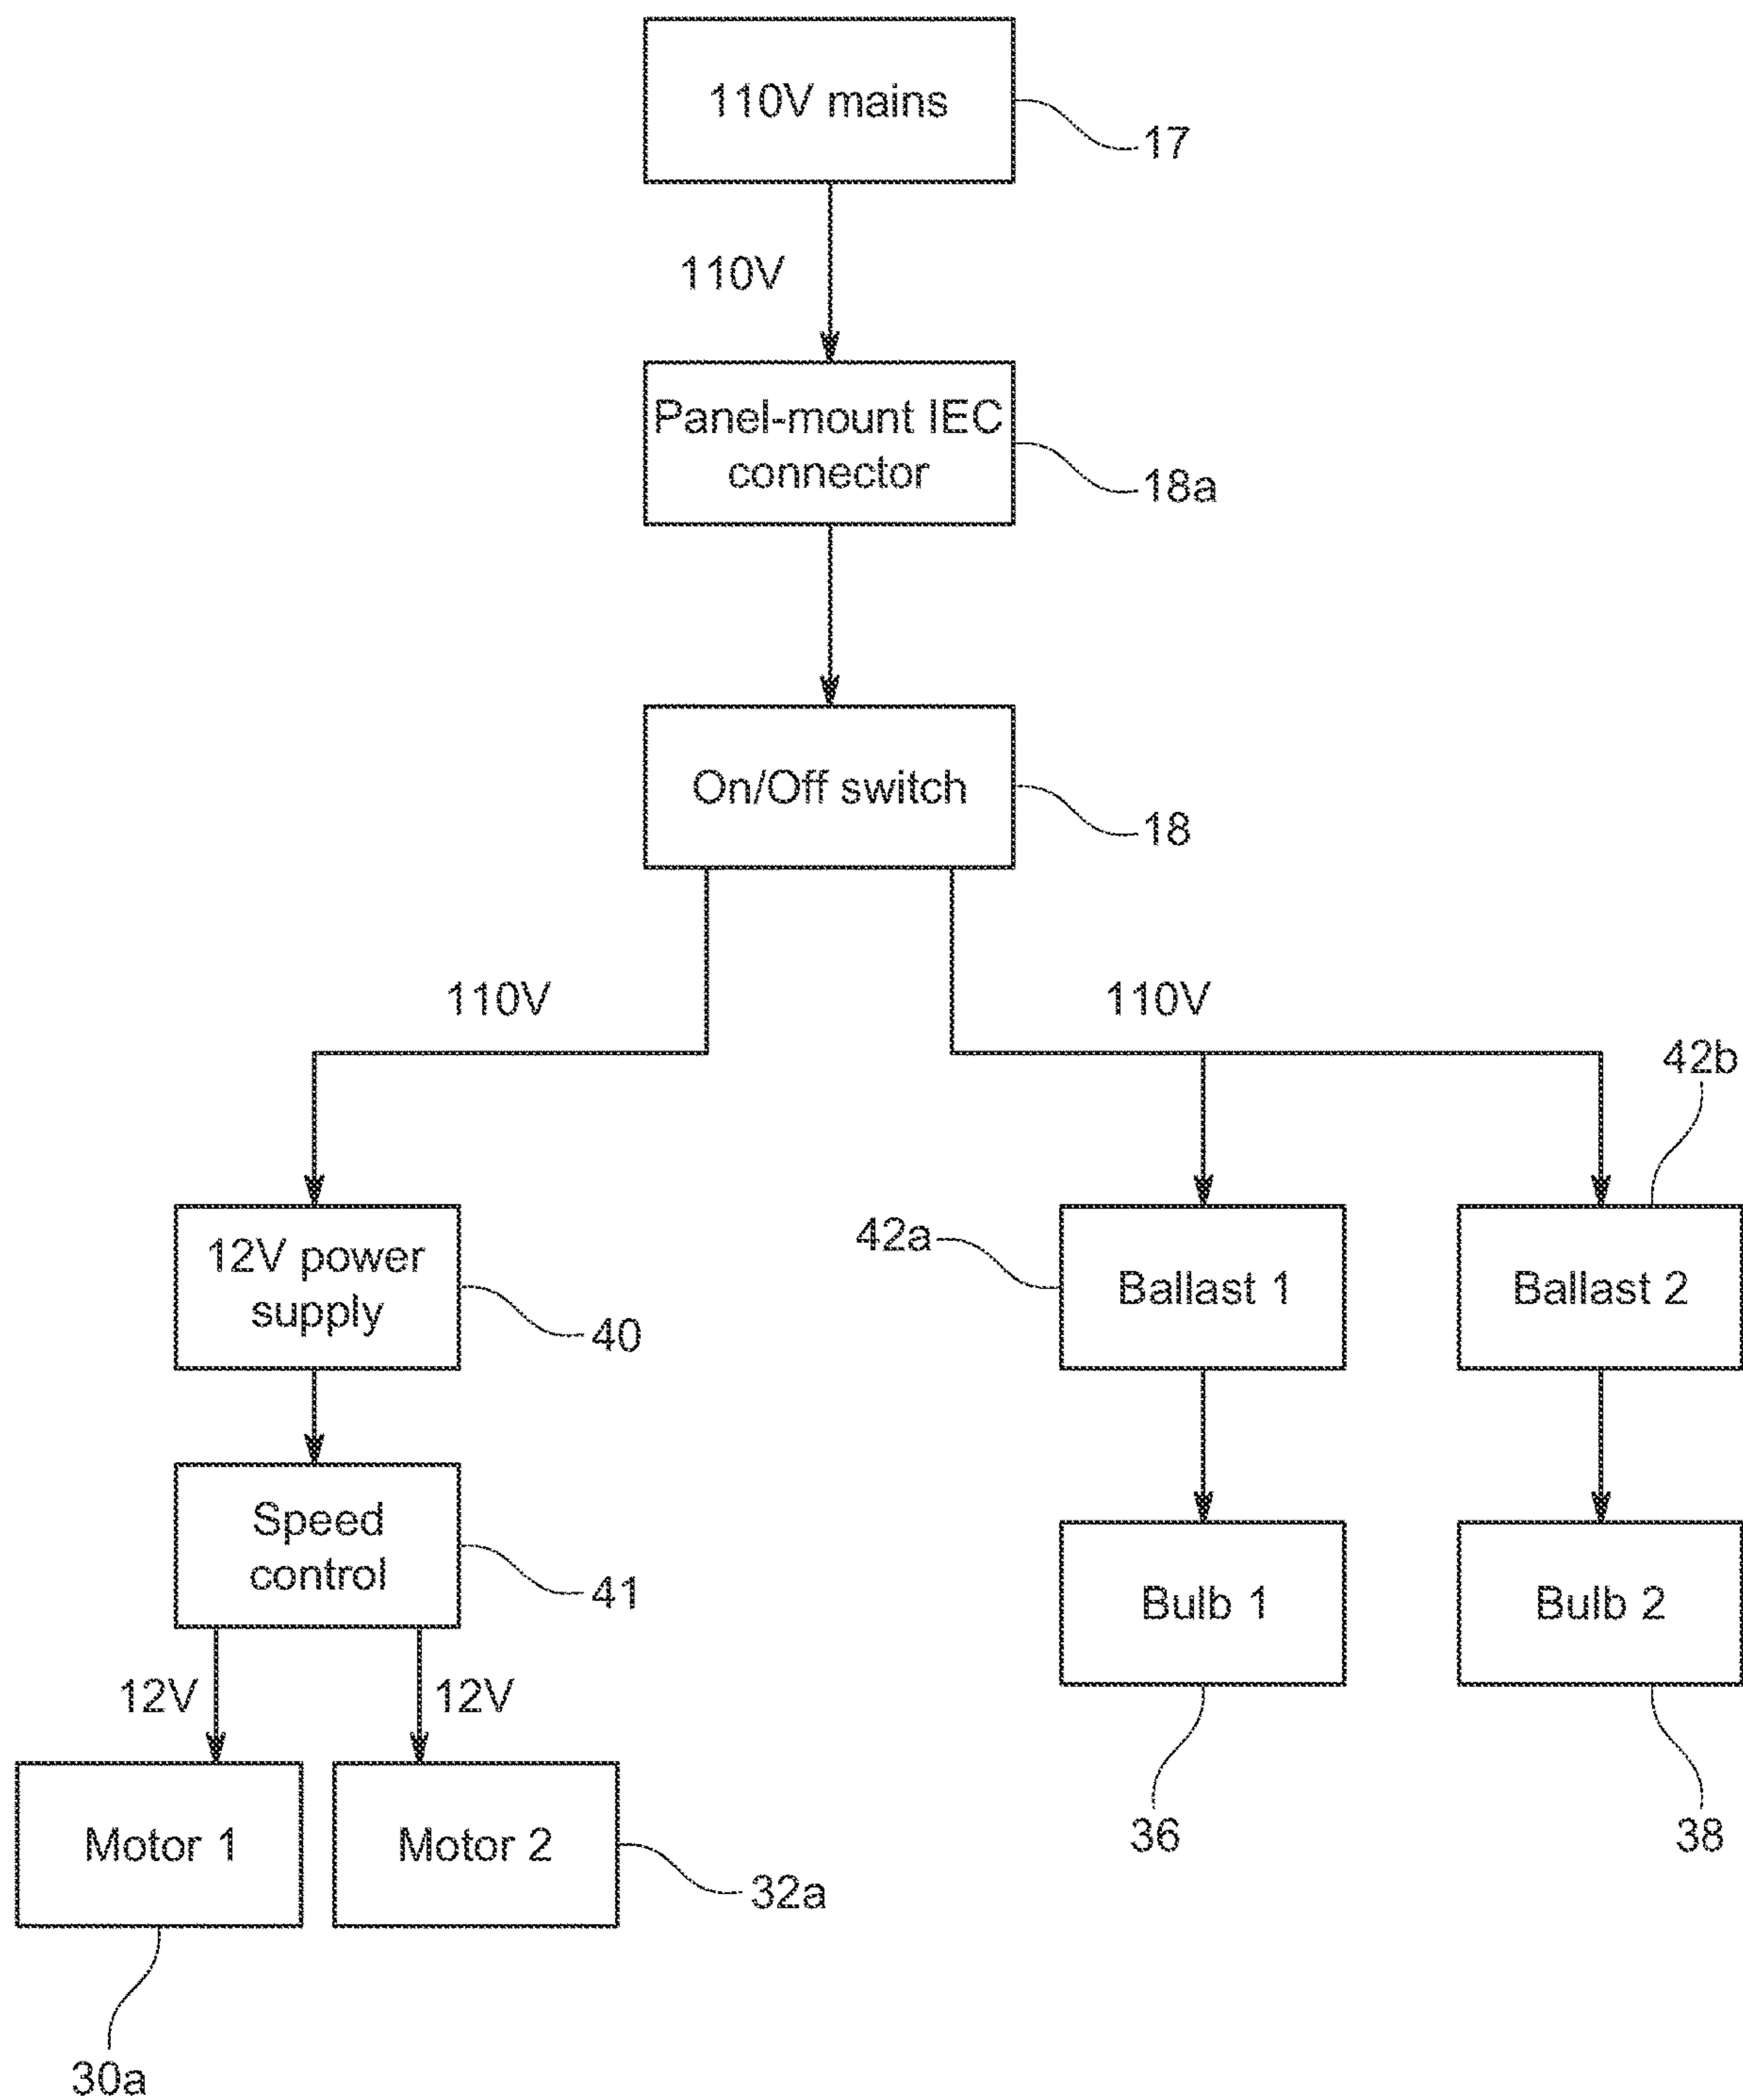 110V mains
17
110V
Panel-mount IEC
connector
18a
On/Off switch
18
110V
110V
42b
42a
12V power
supply
40
Ballast 1
Ballast 2
Speed
control
41
Bulb 1
Bulb 2
12V
12V
36
38
Motor 1
Motor 2
32a
30a